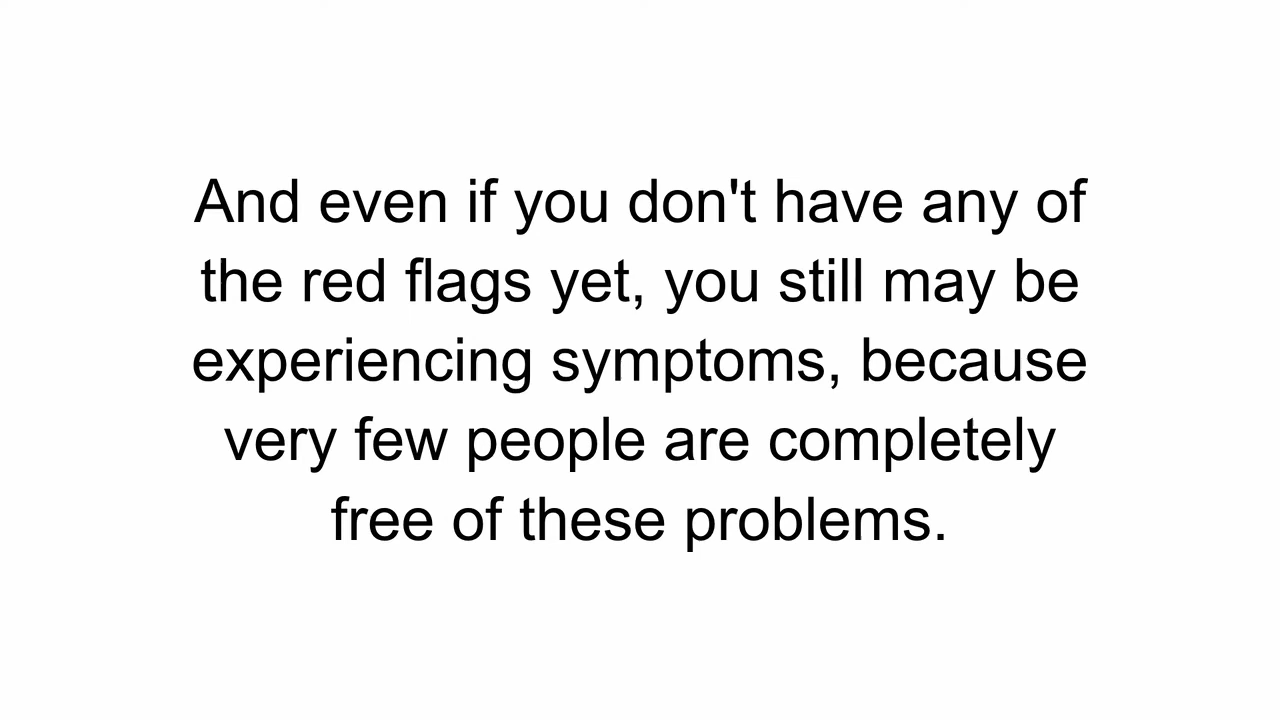 And even if you don't have any of
the red flags yet, you still may be
experiencing symptoms, because
very few people are completely
free of these problems.